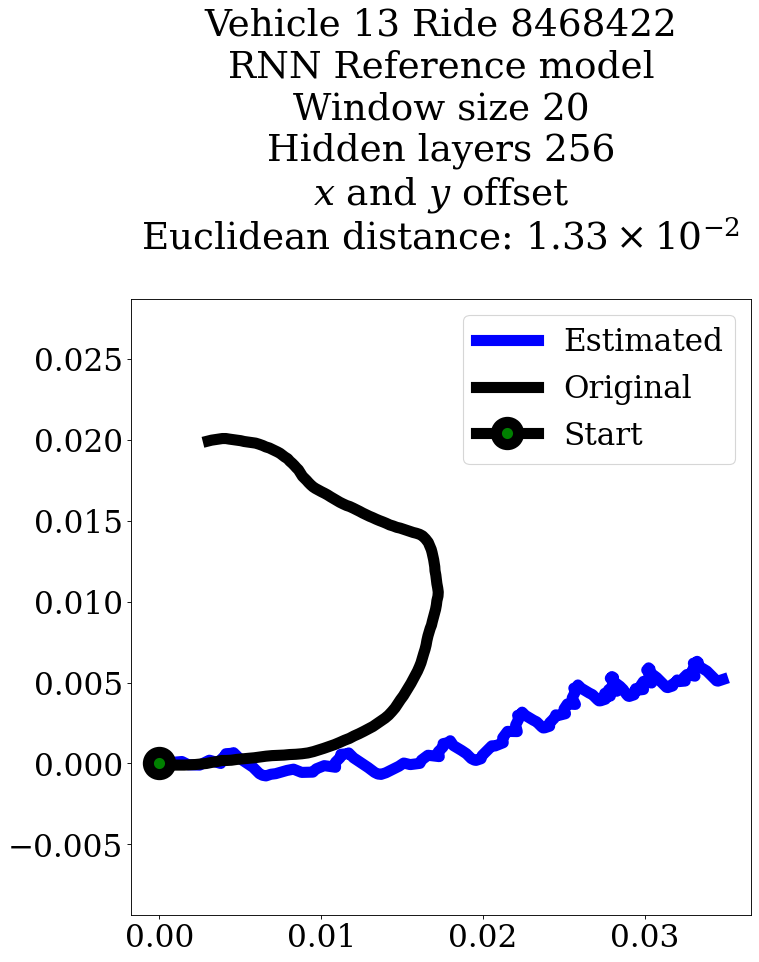 Vehicle 13 Ride 8468422
RNN Reference model
Window size 20
Hidden layers 256
x and y offset
Euclidean distance: 1.33 × 10⁻²
Estimated
Original
Start
0.025
0.020
0.015
0.010
0.005
0.000
−0.005
0.00 0.01 0.02 0.03